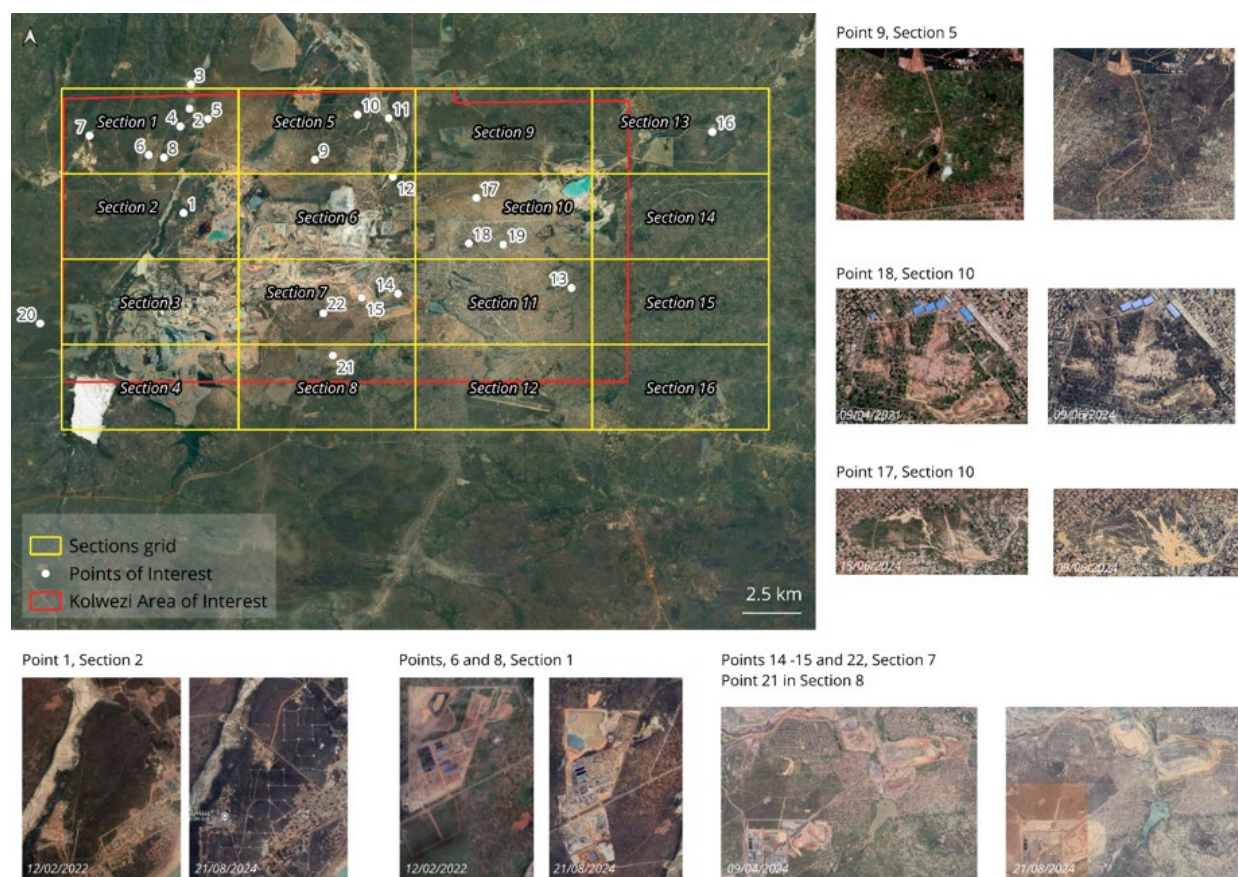 Point 9, Section 5
3
Section 1
4
2
5
7
6
8
Section 5
10
11
9
12
Section 9
Section 13
16
Section 2
1
Section 6
17
Section 10
18
19
Section 14
Point 18, Section 10
09/04/2021
09/06/2024
20
Section 3
Section 7
14
22
15
13
Section 11
Section 15
Section 4
21
Section 8
Section 12
Section 16
Point 17, Section 10
15/06/2024
09/06/2024
Sections grid
Points of Interest
Kolwezi Area of Interest
2.5 km
Point 1, Section 2
12/02/2022
21/08/2024
Points, 6 and 8, Section 1
12/02/2022
21/08/2024
Points 14 -15 and 22, Section 7
Point 21 in Section 8
09/04/2024
21/08/2024